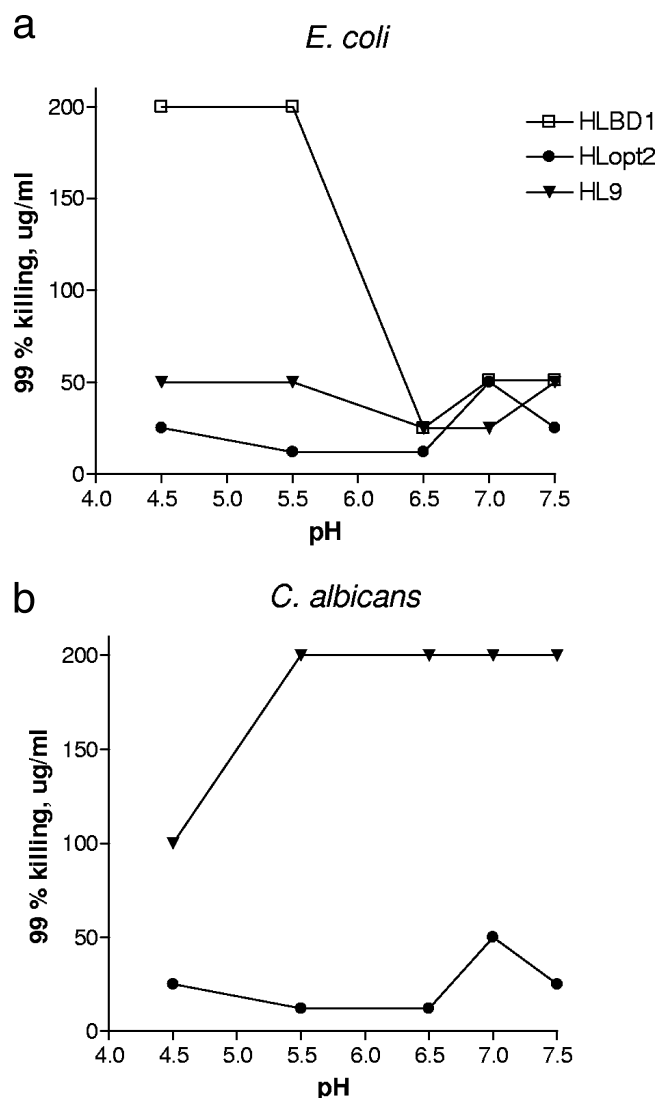 a
E. coli
HLBD1
HLopt2
HL9
99 % killing, ug/ml
200
150
100
50
0
4.0 4.5 5.0 5.5 6.0 6.5 7.0 7.5
pH
b
C. albicans
99 % killing, ug/ml
200
150
100
50
0
4.0 4.5 5.0 5.5 6.0 6.5 7.0 7.5
pH